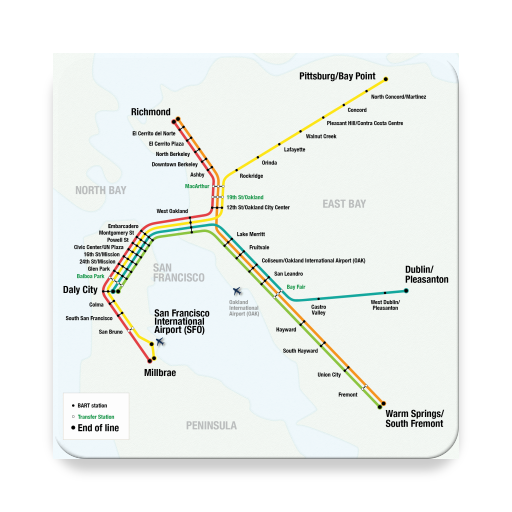 Pittsburg/Bay Point
North Concord/Martinez
Concord
Pleasant Hill/Contra Costa Centre
Walnut Creek
Lafayette
Orinda
Rockridge
Richmond
El Cerrito del Norte
El Cerrito Plaza
North Berkeley
Downtown Berkeley
Ashby
MacArthur
19th St/Oakland
12th St/Oakland City Center
NORTH BAY
EAST BAY
West Oakland
Embarcadero
Montgomery St
Powell St
Civic Center/UN Plaza
16th St/Mission
24th St/Mission
Glen Park
Balboa Park
Daly City
Colma
South San Francisco
San Bruno
SAN
FRANCISCO
San Francisco
International
Airport (SFO)
Millbrae
Lake Merritt
Fruitvale
Coliseum/Oakland International Airport (OAK)
San Leandro
Bay Fair
Oakland
International
Airport (OAK)
Dublin/
Pleasanton
West Dublin/
Pleasanton
Castro
Valley
Hayward
South Hayward
Union City
Fremont
Warm Springs/
South Fremont
BART station
Transfer Station
End of line
PENINSULA